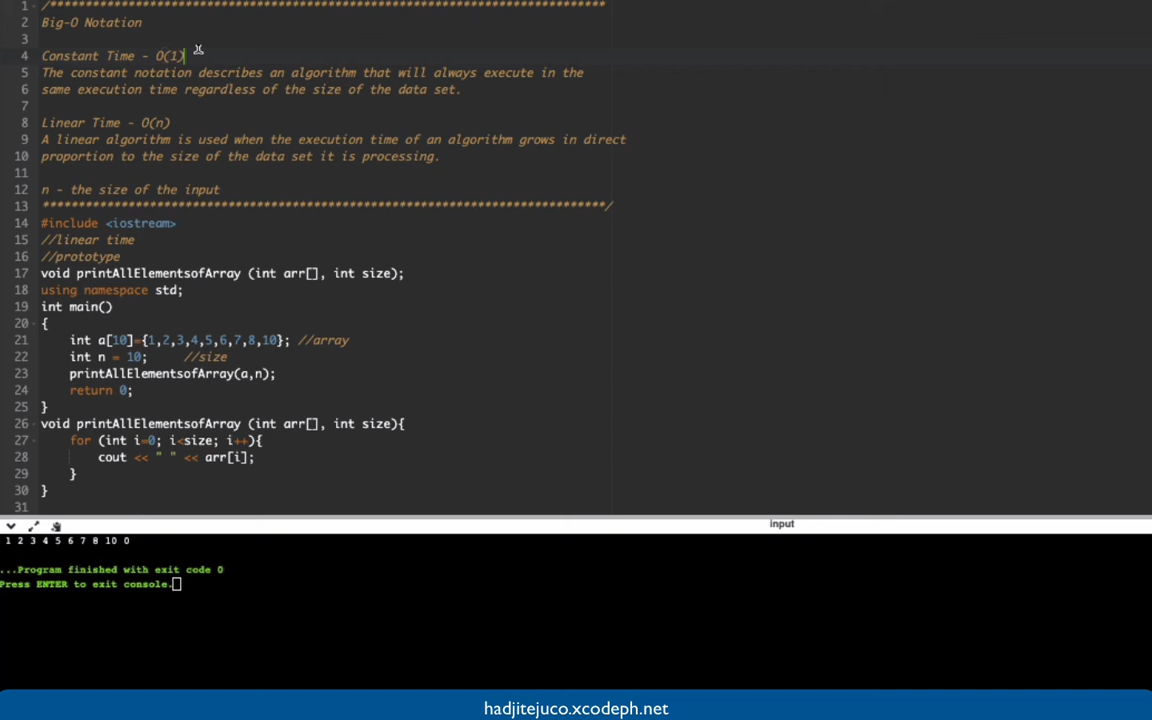 1 /******************************************************************************
2 Big-O Notation
3
4 Constant Time - O(1)
5 The constant notation describes an algorithm that will always execute in the
6 same execution time regardless of the size of the data set.
7
8 Linear Time - O(n)
9 A linear algorithm is used when the execution time of an algorithm grows in direct
10 proportion to the size of the data set it is processing.
11
12 n - the size of the input
13 *******************************************************************************/
14 #include <iostream>
15 //linear time
16 //prototype
17 void printAllElementsofArray (int arr[], int size);
18 using namespace std;
19 int main()
20 {
21     int a[10]={1,2,3,4,5,6,7,8,10}; //array
22     int n = 10;     //size
23     printAllElementsofArray(a,n);
24     return 0;
25 }
26 void printAllElementsofArray (int arr[], int size){
27     for (int i=0; i<size; i++){
28         cout << " " << arr[i];
29     }
30 }
31
input
1 2 3 4 5 6 7 8 10 0
...Program finished with exit code 0
Press ENTER to exit console.
hadjitejuco.xcodeph.net